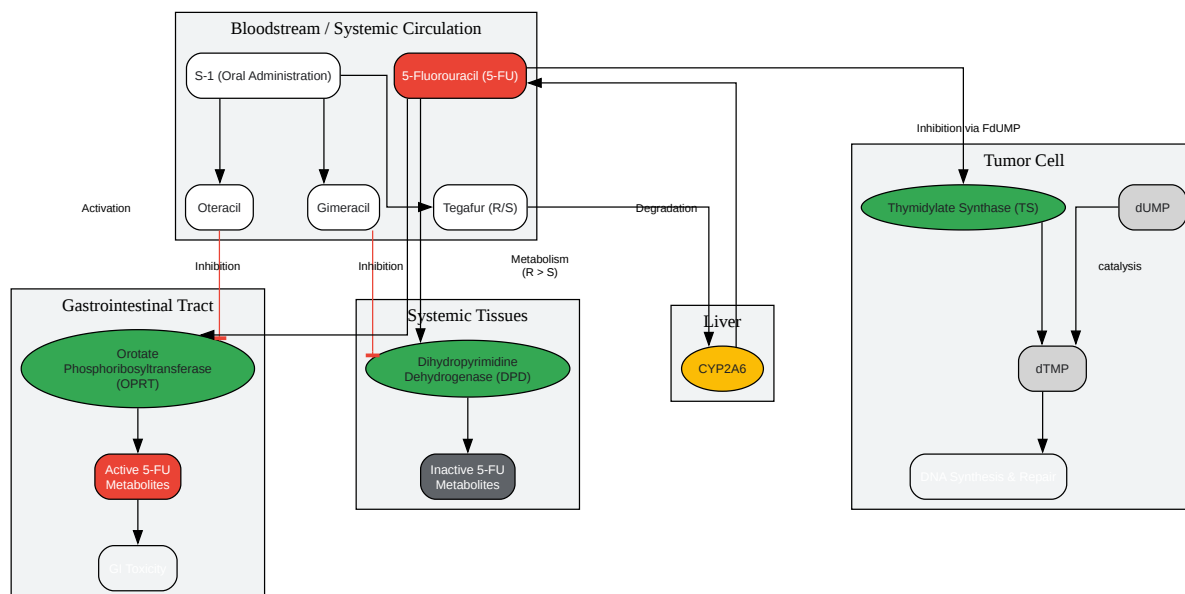 Bloodstream / Systemic Circulation
S-1 (Oral Administration)
5-Fluorouracil (5-FU)
Inhibition via FdUMP
Tumor Cell
Oteracil
Gimeracil
Tegafur (R/S)
Activation
Degradation
Thymidylate Synthase (TS)
dUMP
Inhibition
Inhibition
Metabolism
(R > S)
catalysis
Gastrointestinal Tract
Systemic Tissues
Liver
Orotate
Phosphoribosyltransferase
(OPRT)
Dihydropyrimidine
Dehydrogenase (DPD)
CYP2A6
dTMP
Active 5-FU
Metabolites
Inactive 5-FU
Metabolites
DNA Synthesis & Repair
GI Toxicity